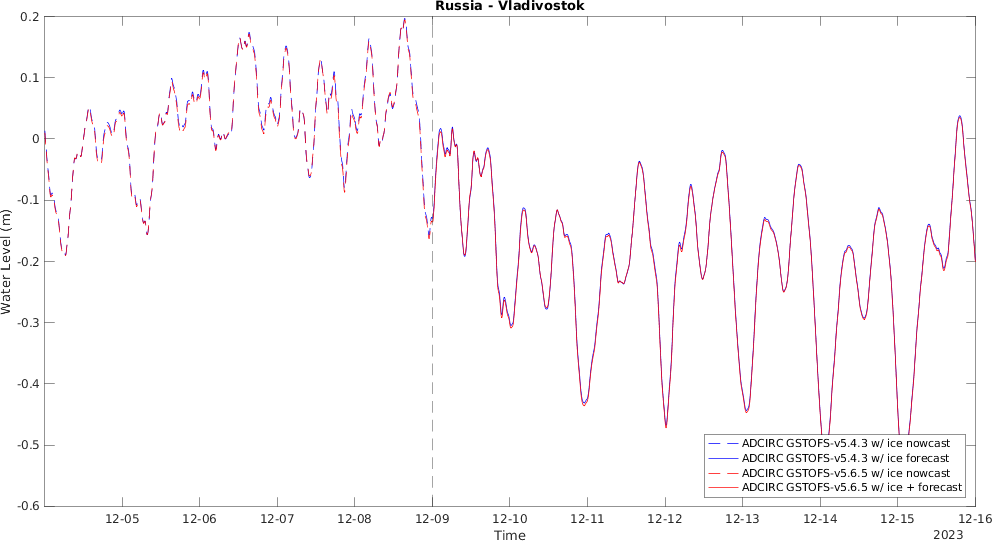 Russia - Vladivostok
0.2
0.1
0
-0.1
-0.2
-0.3
-0.4
-0.5
-0.6
Water Level (m)
ADCIRC GSTOFS-v5.4.3 w/ ice nowcast
ADCIRC GSTOFS-v5.4.3 w/ ice forecast
ADCIRC GSTOFS-v5.6.5 w/ ice nowcast
ADCIRC GSTOFS-v5.6.5 w/ ice + forecast
12-05 12-06 12-07 12-08 12-09 12-10 12-11 12-12 12-13 12-14 12-15 12-16
Time
2023